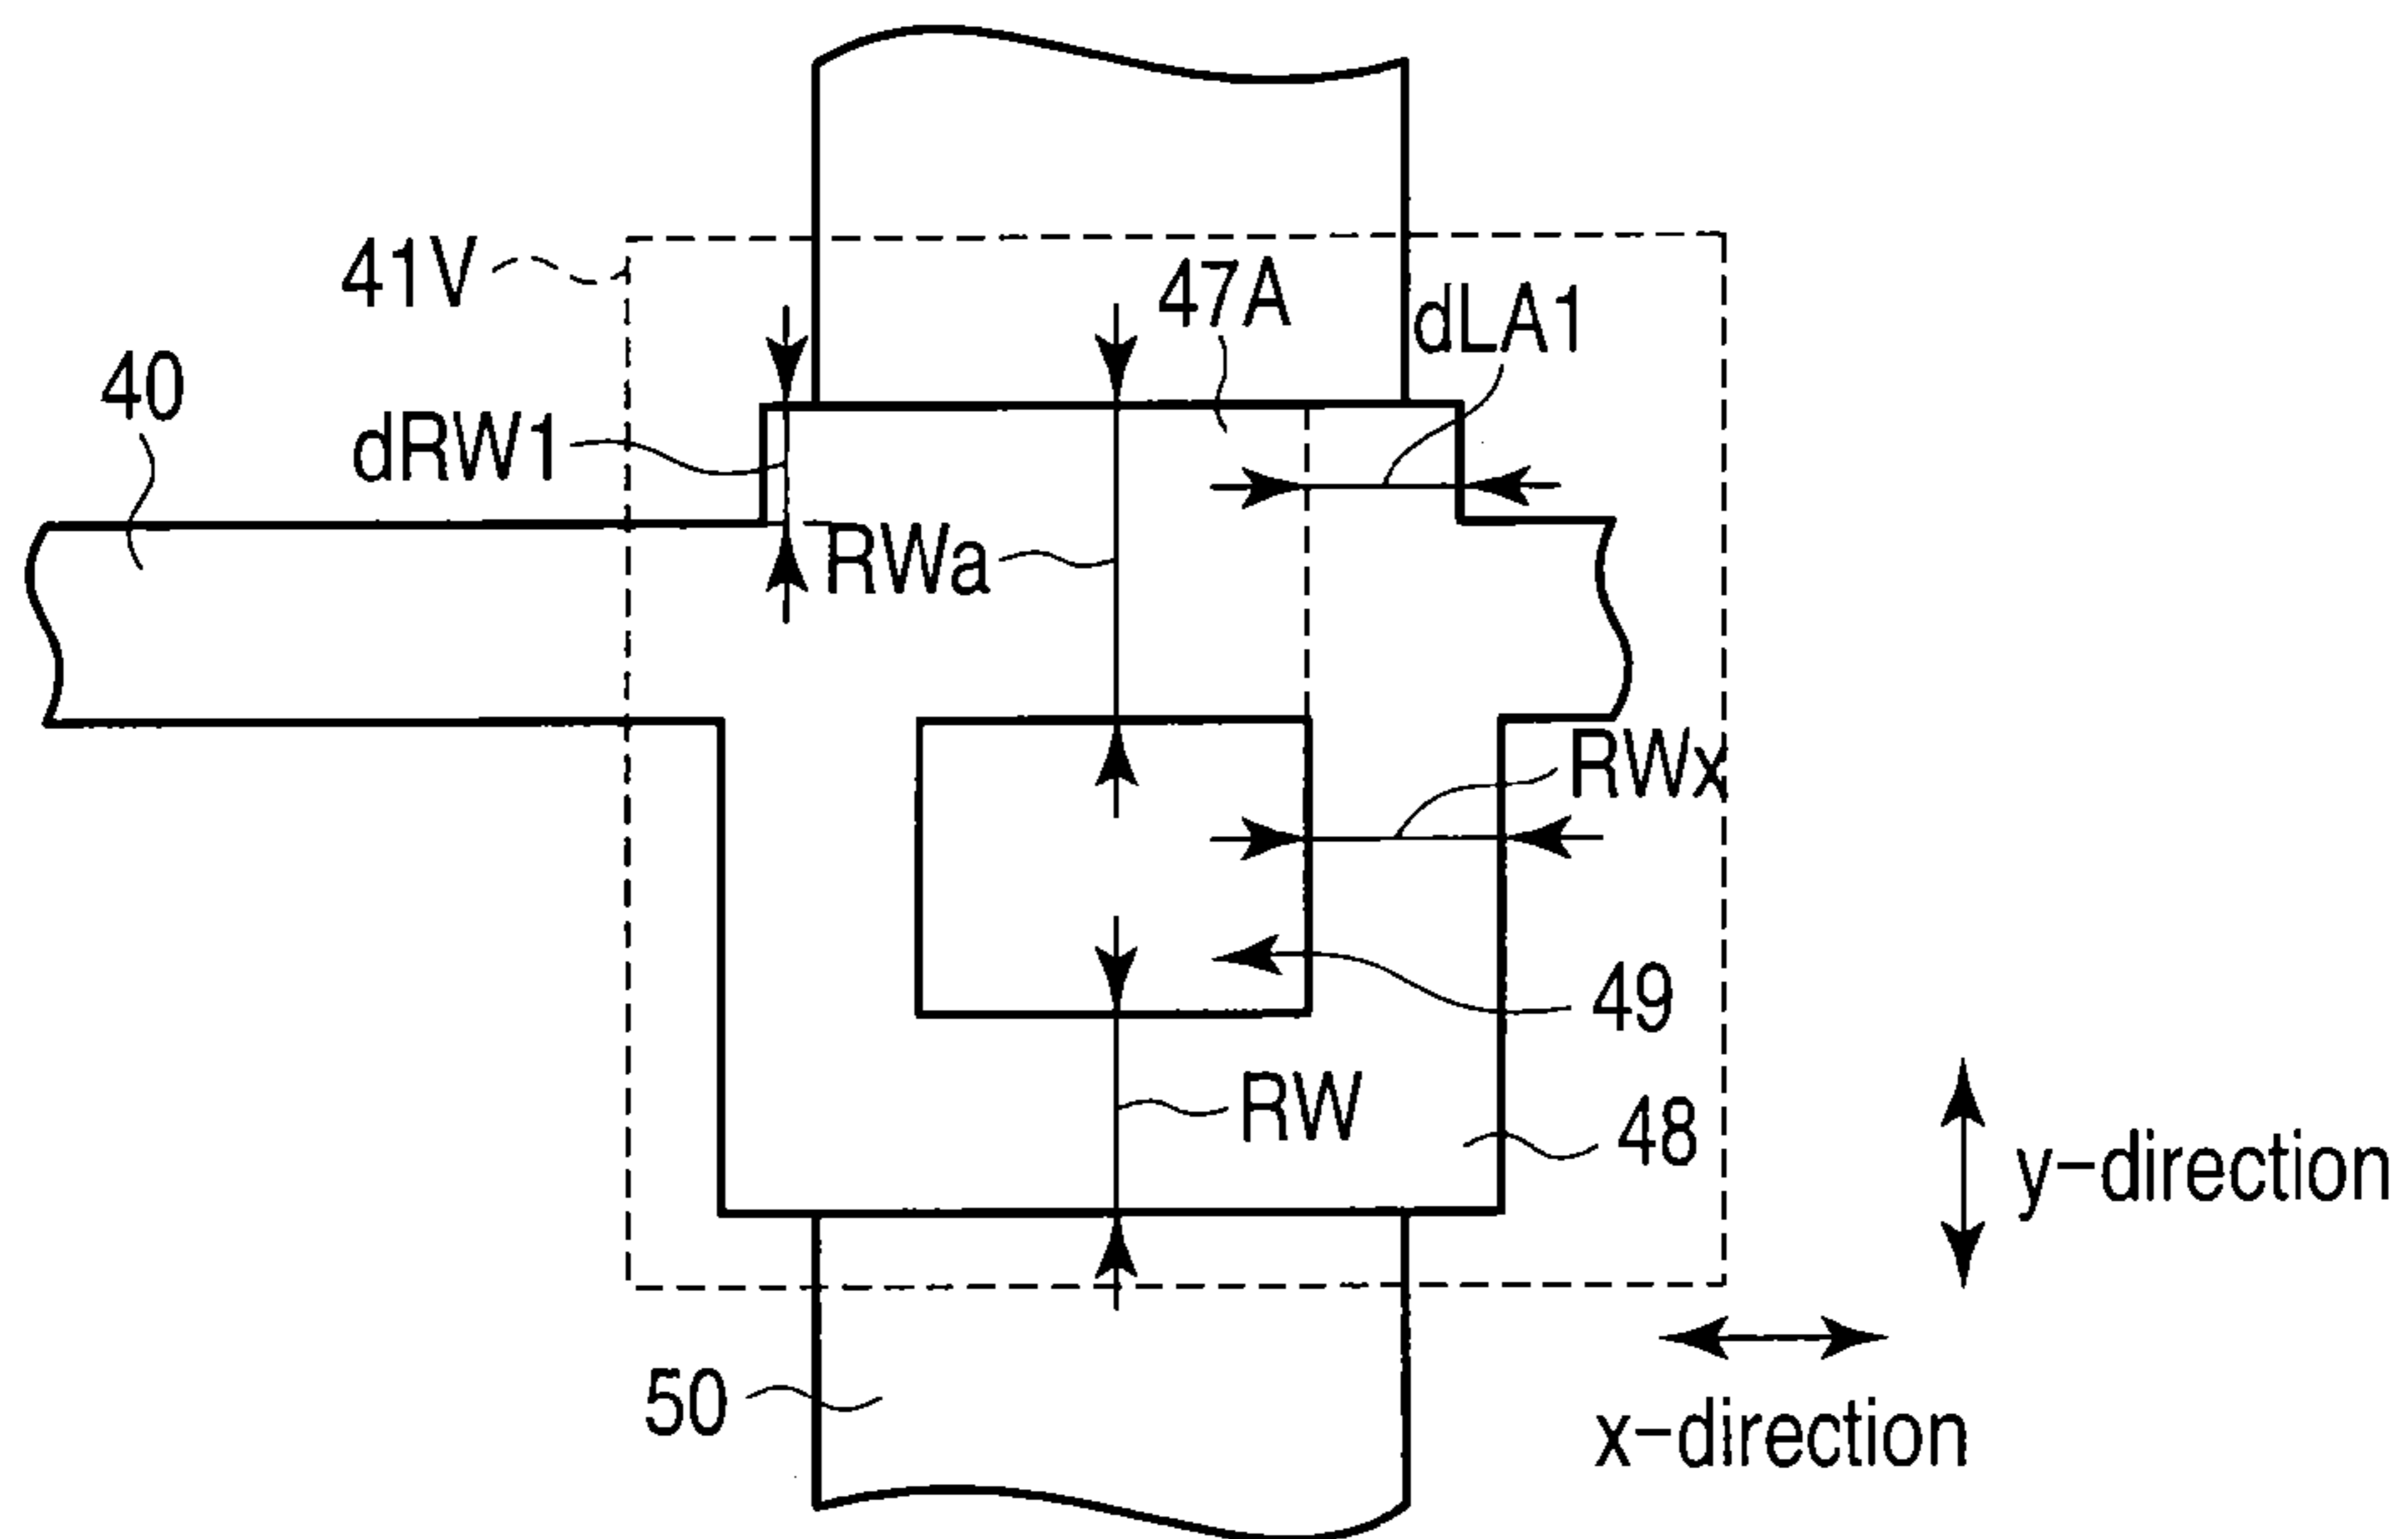 41V
47A
dLA1
40
dRW1
RWa
RWx
49
RW
48
y-direction
50
x-direction